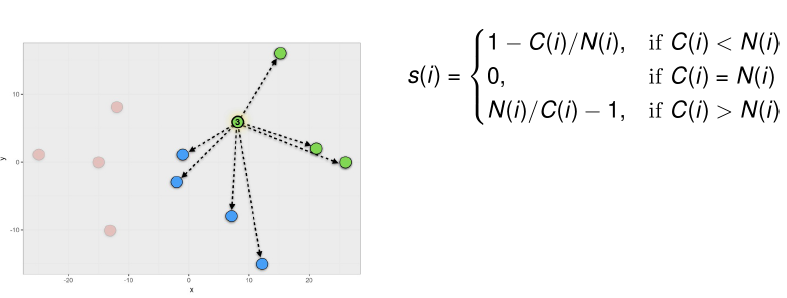 10
0
-10
y
3
-20
-10
0
10
20
x
s(i) = { 1 − C(i)/N(i), if C(i) < N(i)
0, if C(i) = N(i)
N(i)/C(i) − 1, if C(i) > N(i)